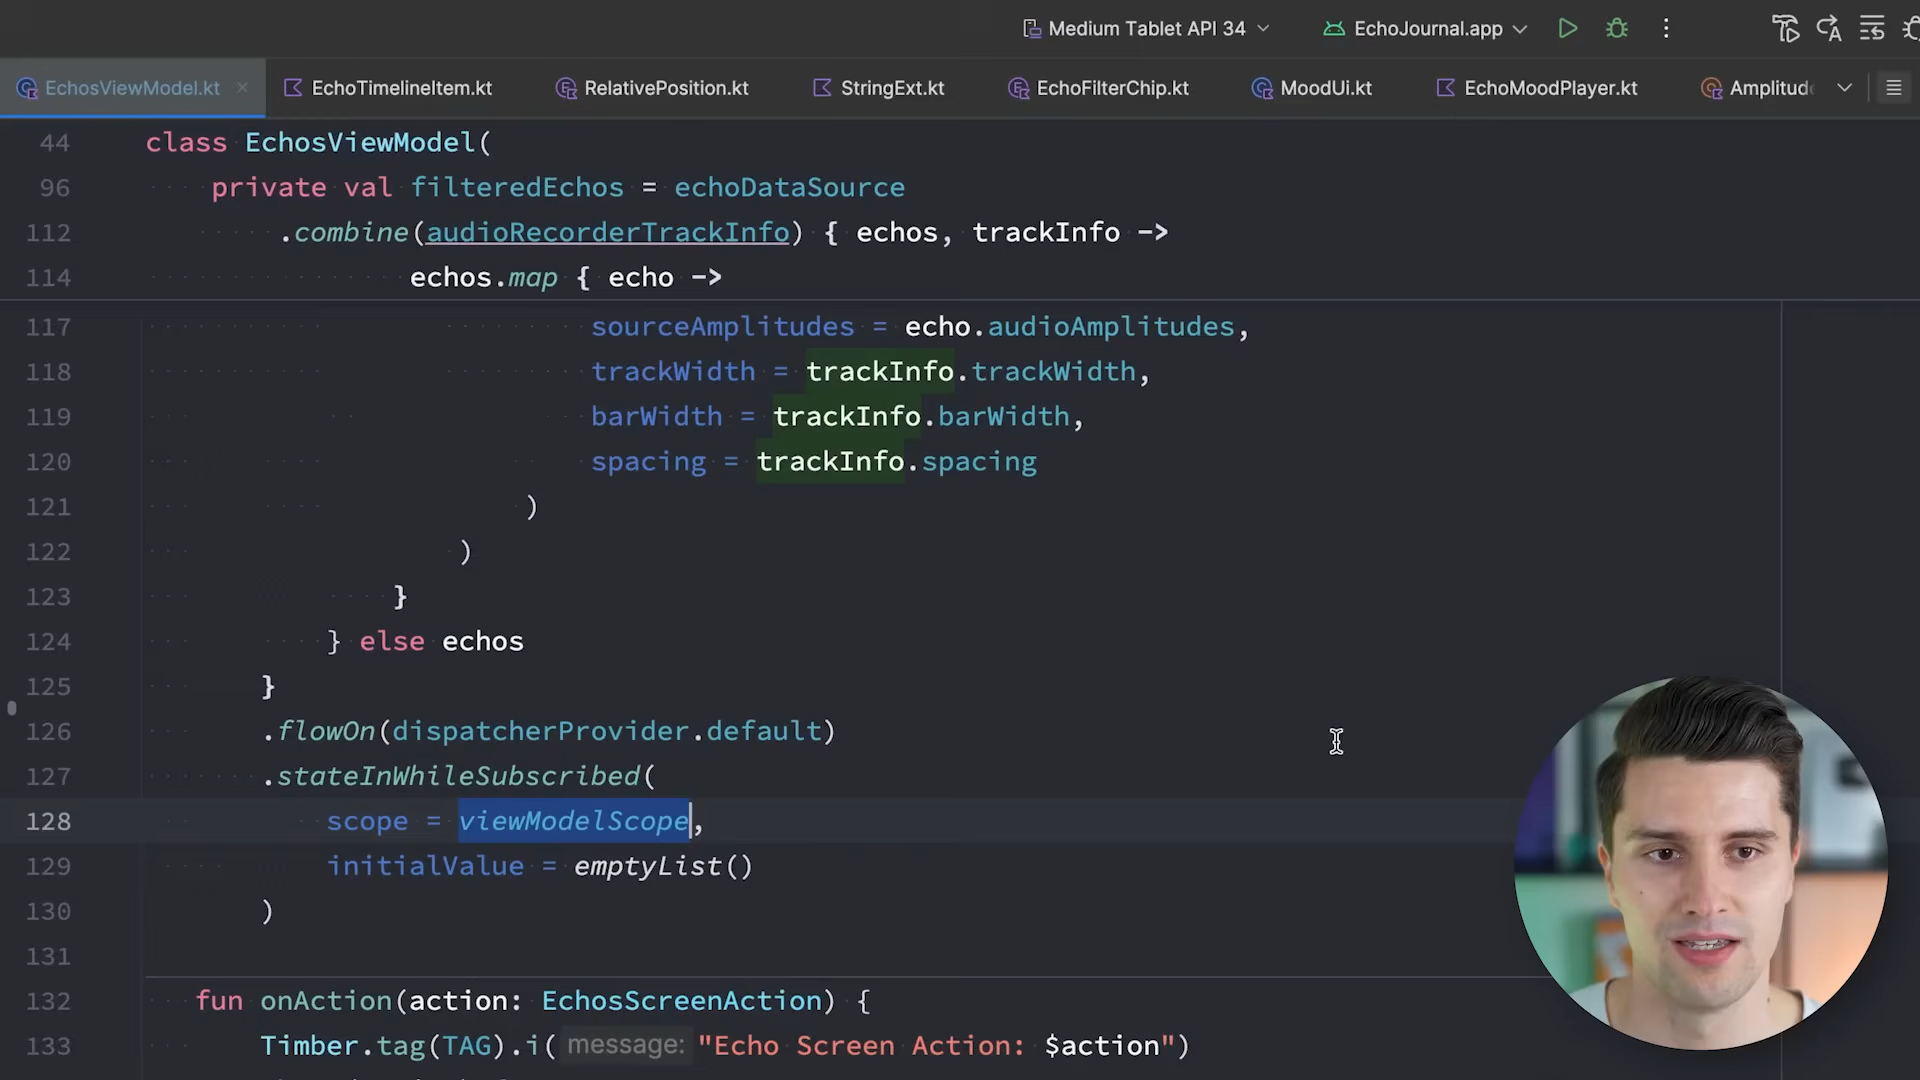 Medium Tablet API 34
EchoJournal.app
EchosViewModel.kt
EchoTimelineItem.kt
RelativePosition.kt
StringExt.kt
EchoFilterChip.kt
MoodUi.kt
EchoMoodPlayer.kt
Amplitud
44 class EchosViewModel(
96 private val filteredEchos = echoDataSource
112 .combine(audioRecorderTrackInfo) { echos, trackInfo ->
114 echos.map { echo ->
117 sourceAmplitudes = echo.audioAmplitudes,
118 trackWidth = trackInfo.trackWidth,
119 barWidth = trackInfo.barWidth,
120 spacing = trackInfo.spacing
121 )
122 )
123 }
124 } else echos
125 }
126 .flowOn(dispatcherProvider.default)
127 .stateInWhileSubscribed(
128 scope = viewModelScope,
129 initialValue = emptyList()
130 )
131
132 fun onAction(action: EchosScreenAction) {
133 Timber.tag(TAG).i( message: "Echo Screen Action: $action")